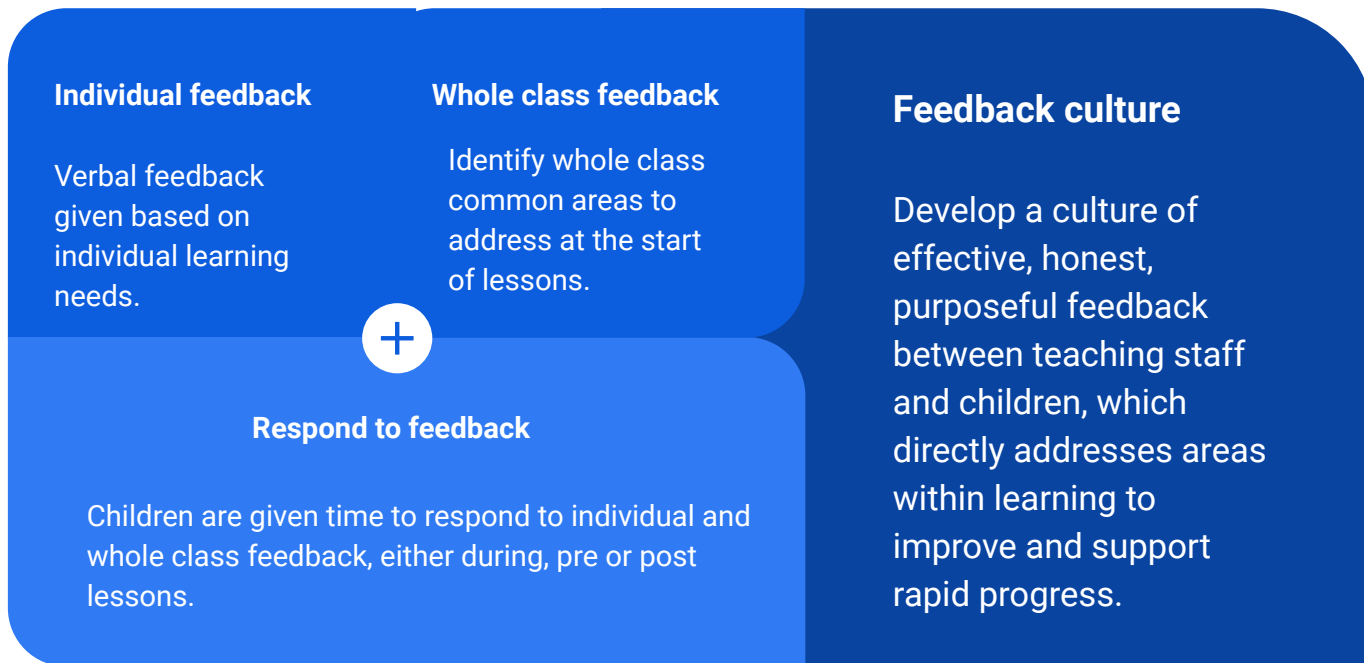 Individual feedback
Verbal feedback
given based on
individual learning
needs.
Whole class feedback
Identify whole class
common areas to
address at the start
of lessons.
+
Respond to feedback
Children are given time to respond to individual and
whole class feedback, either during, pre or post
lessons.
Feedback culture
Develop a culture of
effective, honest,
purposeful feedback
between teaching staff
and children, which
directly addresses areas
within learning to
improve and support
rapid progress.